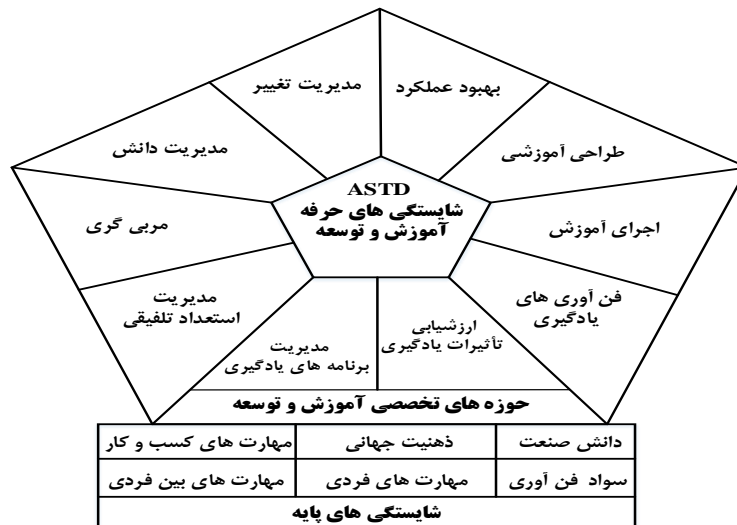 بهبود عملکرد
مدیریت تغییر
طراحی آموزشی
مدیریت دانش
ASTD
شایستگی های حرفه
آموزش و توسعه
اجرای آموزش
مربی گری
فن آوری های
یادگیری
مدیریت
استعداد تلفیقی
ارزشیابی
تأثیرات یادگیری
مدیریت
برنامه های یادگیری
حوزه های تخصصی آموزش و توسعه
دانش صنعت
ذهنیت جهانی
مهارت های کسب و کار
سواد فن آوری
مهارت های فردی
مهارت های بین فردی
شایستگی های پایه